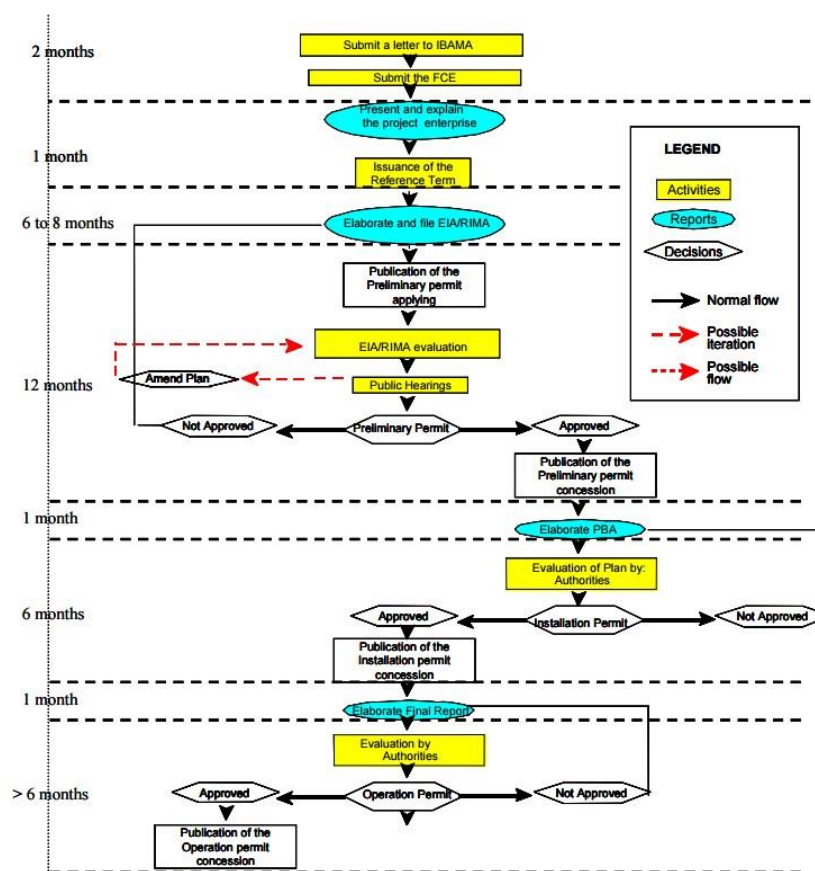 Submit a letter to IBAMA
2 months
Submit the FCE
Present and explain
the project enterprise
LEGEND
1 month
Issuance of the
Reference Term
Activities
6 to 8 months
Elaborate and file EIA/RIMA
Reports
Decisions
Publication of the
Preliminary permit
applying
Normal flow
Possible
iteration
EIA/RIMA evaluation
Possible
flow
12 months
Amend Plan
Public Hearings
Not Approved
Preliminary Permit
Approved
Publication of the
Preliminary permit
concession
1 month
Elaborate PBA
Evaluation of Plan by:
Authorities
6 months
Approved
Installation Permit
Not Approved
Publication of the
Installation permit
concession
1 month
Elaborate Final Report
Evaluation by
Authorities
> 6 months
Approved
Operation Permit
Not Approved
Publication of the
Operation permit
concession